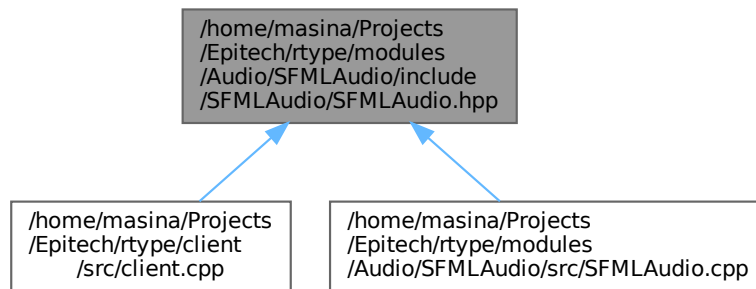 /home/masina/Projects
/Epitech/rtype/modules
/Audio/SFMLAudio/include
/SFMLAudio/SFMLAudio.hpp
/home/masina/Projects
/Epitech/rtype/client
/src/client.cpp
/home/masina/Projects
/Epitech/rtype/modules
/Audio/SFMLAudio/src/SFMLAudio.cpp